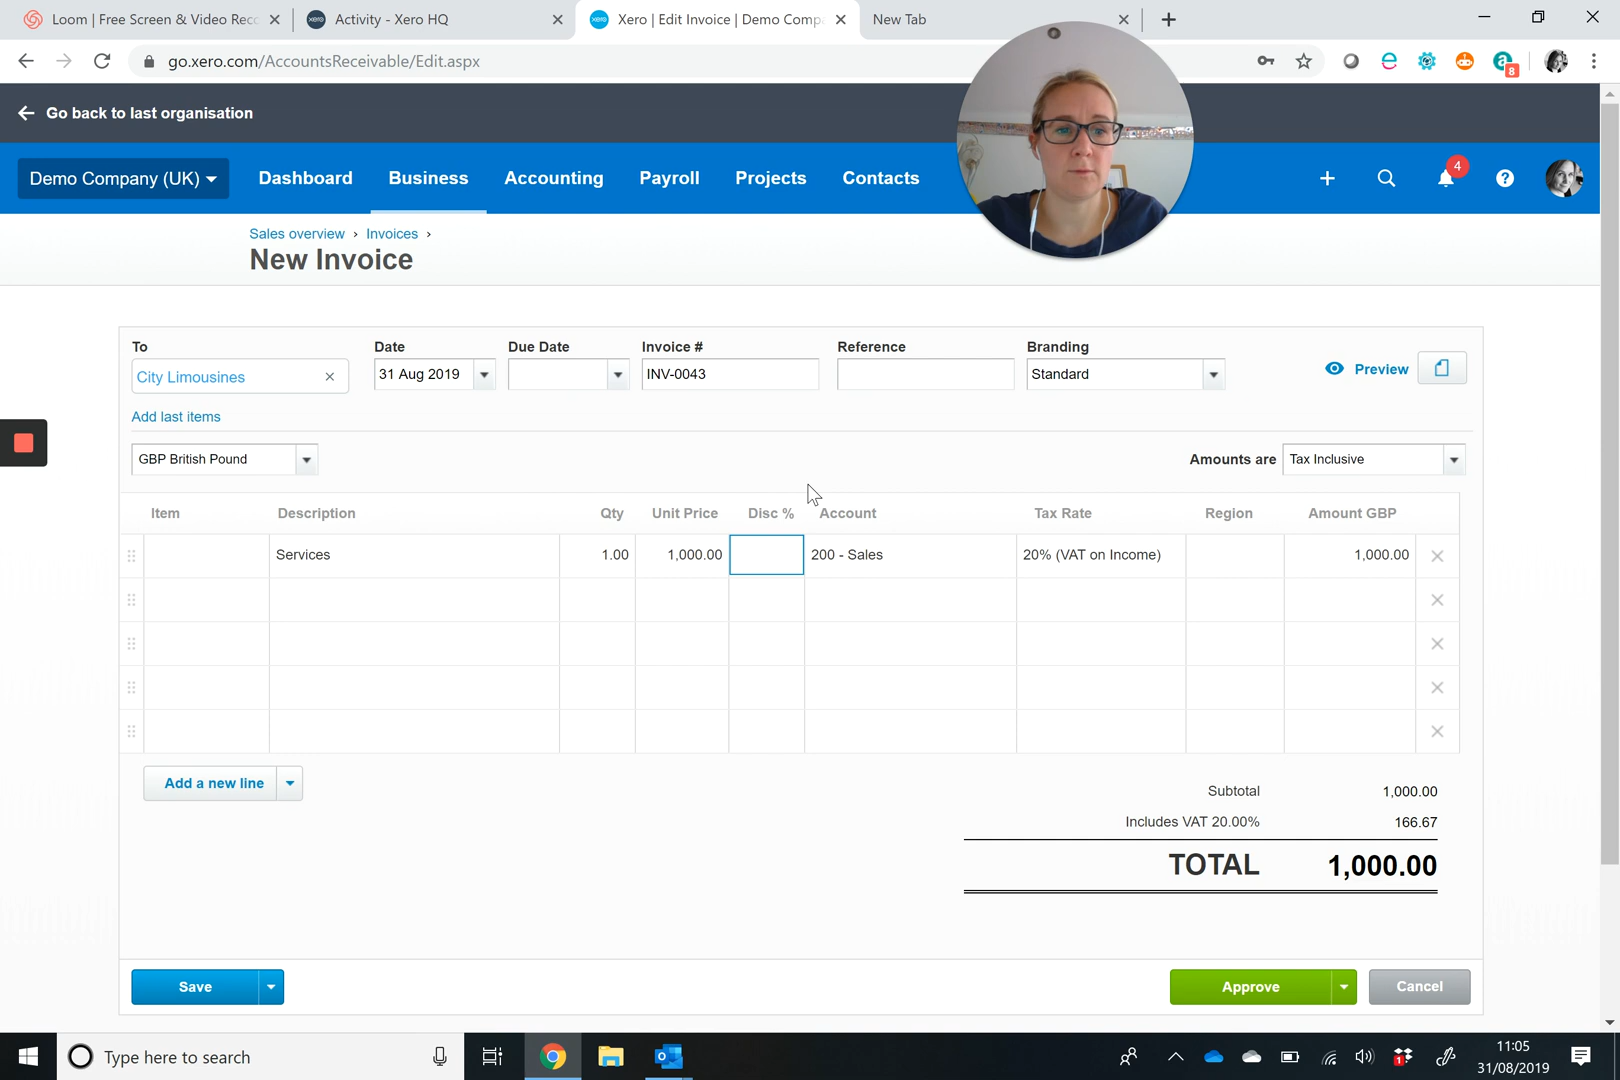 Loom | Free Screen & Video Reco
Activity - Xero HQ
Xero | Edit Invoice | Demo Comp
New Tab
go.xero.com/AccountsReceivable/Edit.aspx
8
Go back to last organisation
Demo Company (UK)
Dashboard
Business
Accounting
Payroll
Projects
Contacts
4
Sales overview › Invoices ›
New Invoice
To
Date
Due Date
Invoice #
Reference
Branding
City Limousines
31 Aug 2019
INV-0043
Standard
Preview
Add last items
GBP British Pound
Amounts are
Tax Inclusive
Item
Description
Qty
Unit Price
Disc %
Account
Tax Rate
Region
Amount GBP
Services
1.00
1,000.00
200 - Sales
20% (VAT on Income)
1,000.00
Add a new line
Subtotal
1,000.00
Includes VAT 20.00%
166.67
TOTAL
1,000.00
Save
Approve
Cancel
Type here to search
1
11:05
31/08/2019